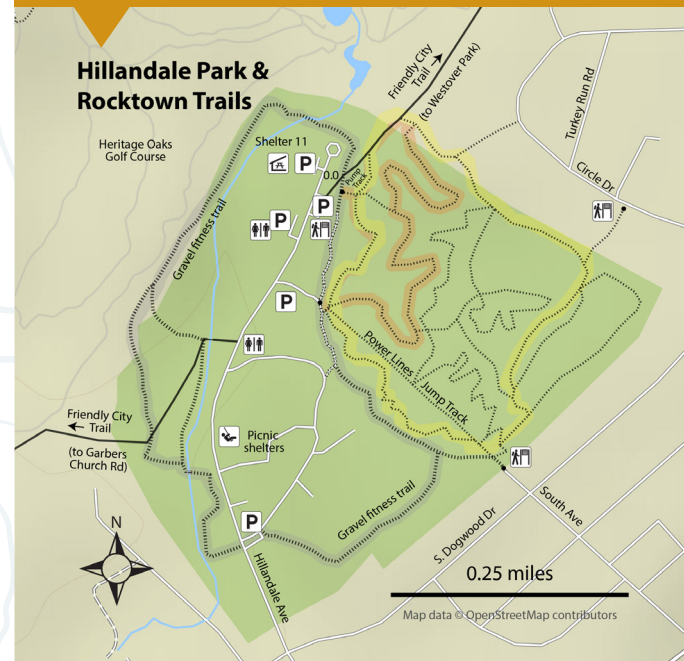 Hillandale Park &
Rocktown Trails
Friendly City
Trail
(to Westover Park)
Turkey Run Rd
Heritage Oaks
Golf Course
Shelter 11
P
0.0
Pump
Track
Circle Dr
P
P
Gravel fitness trail
P
Power Lines
Jump Track
Friendly City
Trail
(to Garbers
Church Rd)
Picnic
shelters
P
Gravel fitness trail
South Ave
S. Dogwood Dr
N
Hillandale Ave
0.25 miles
Map data © OpenStreetMap contributors